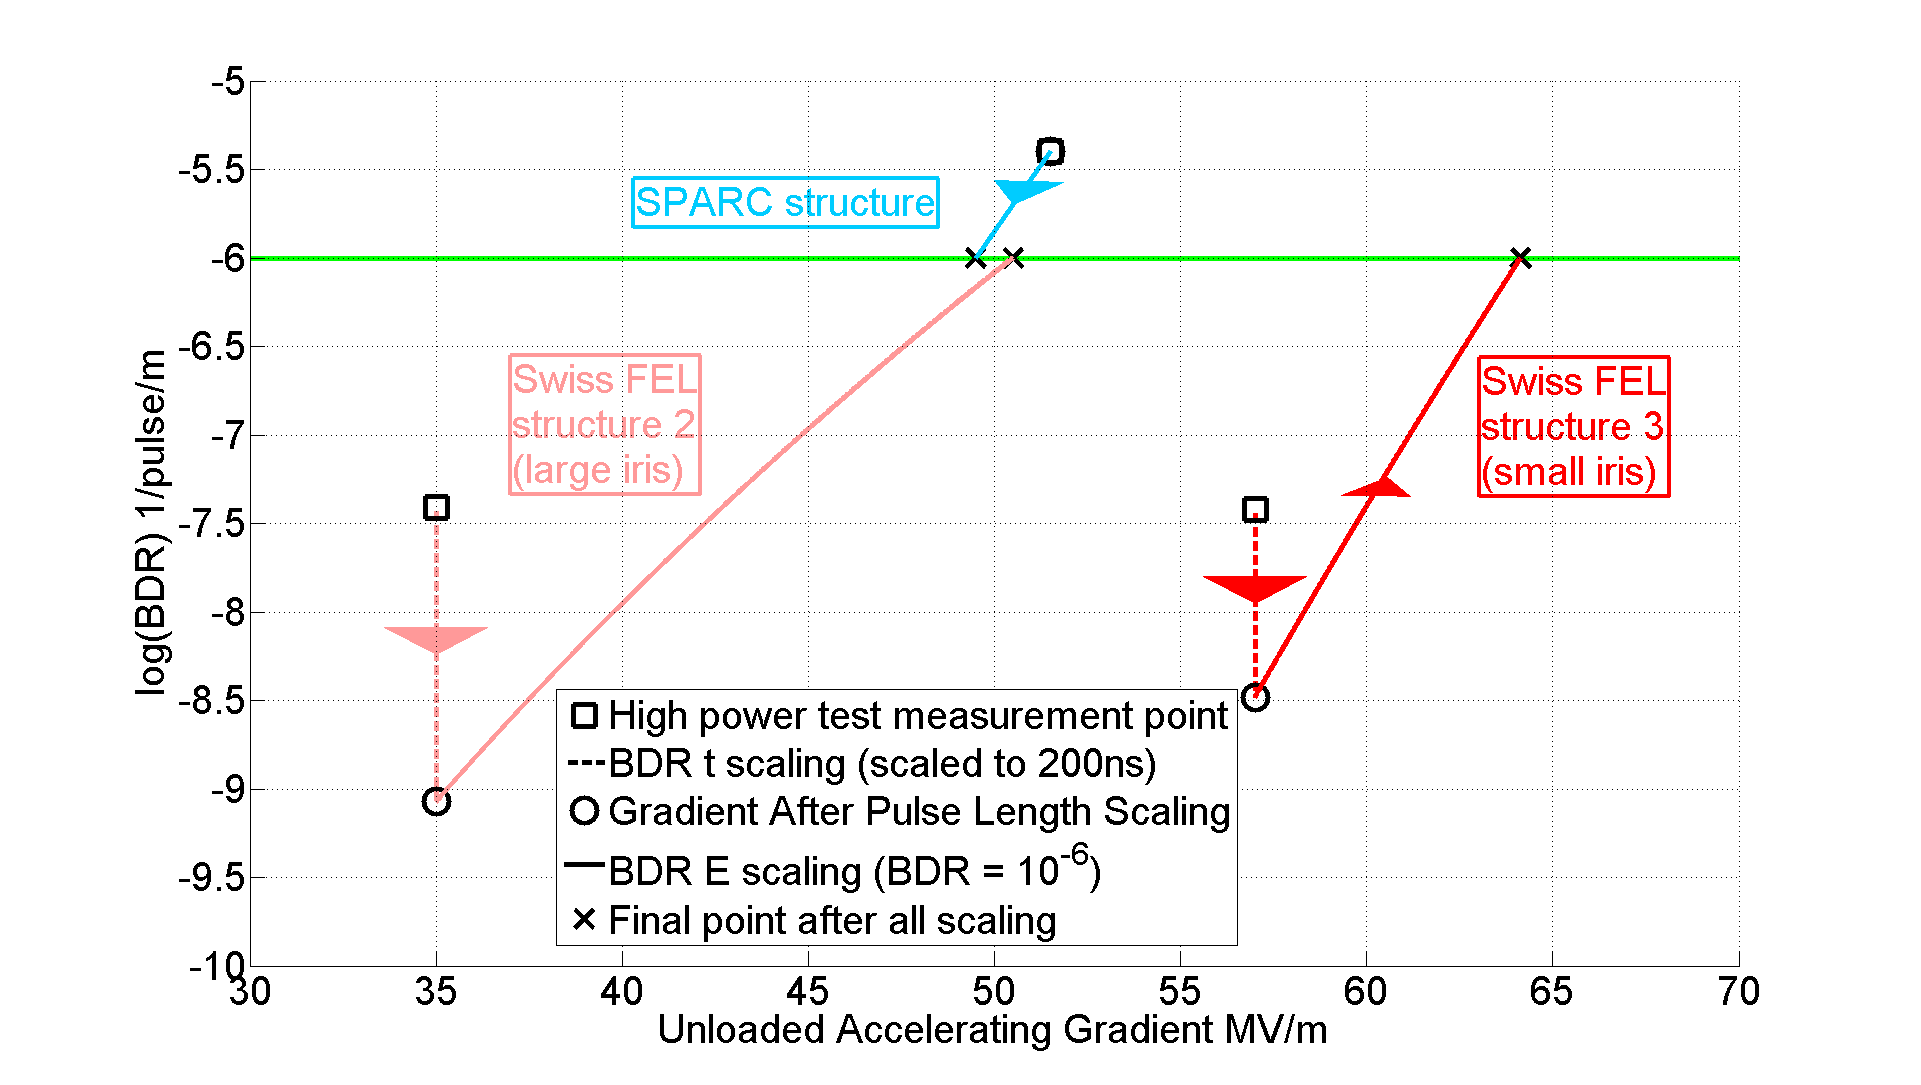 -5
-5.5
-6
-6.5
-7
-7.5
-8
-8.5
-9
-9.5
-10
log(BDR) 1/pulse/m
SPARC structure
Swiss FEL
structure 2
(large iris)
Swiss FEL
structure 3
(small iris)
High power test measurement point
BDR t scaling (scaled to 200ns)
Gradient After Pulse Length Scaling
BDR E scaling (BDR = 10^-6)
Final point after all scaling
30 35 40 45 50 55 60 65 70
Unloaded Accelerating Gradient MV/m